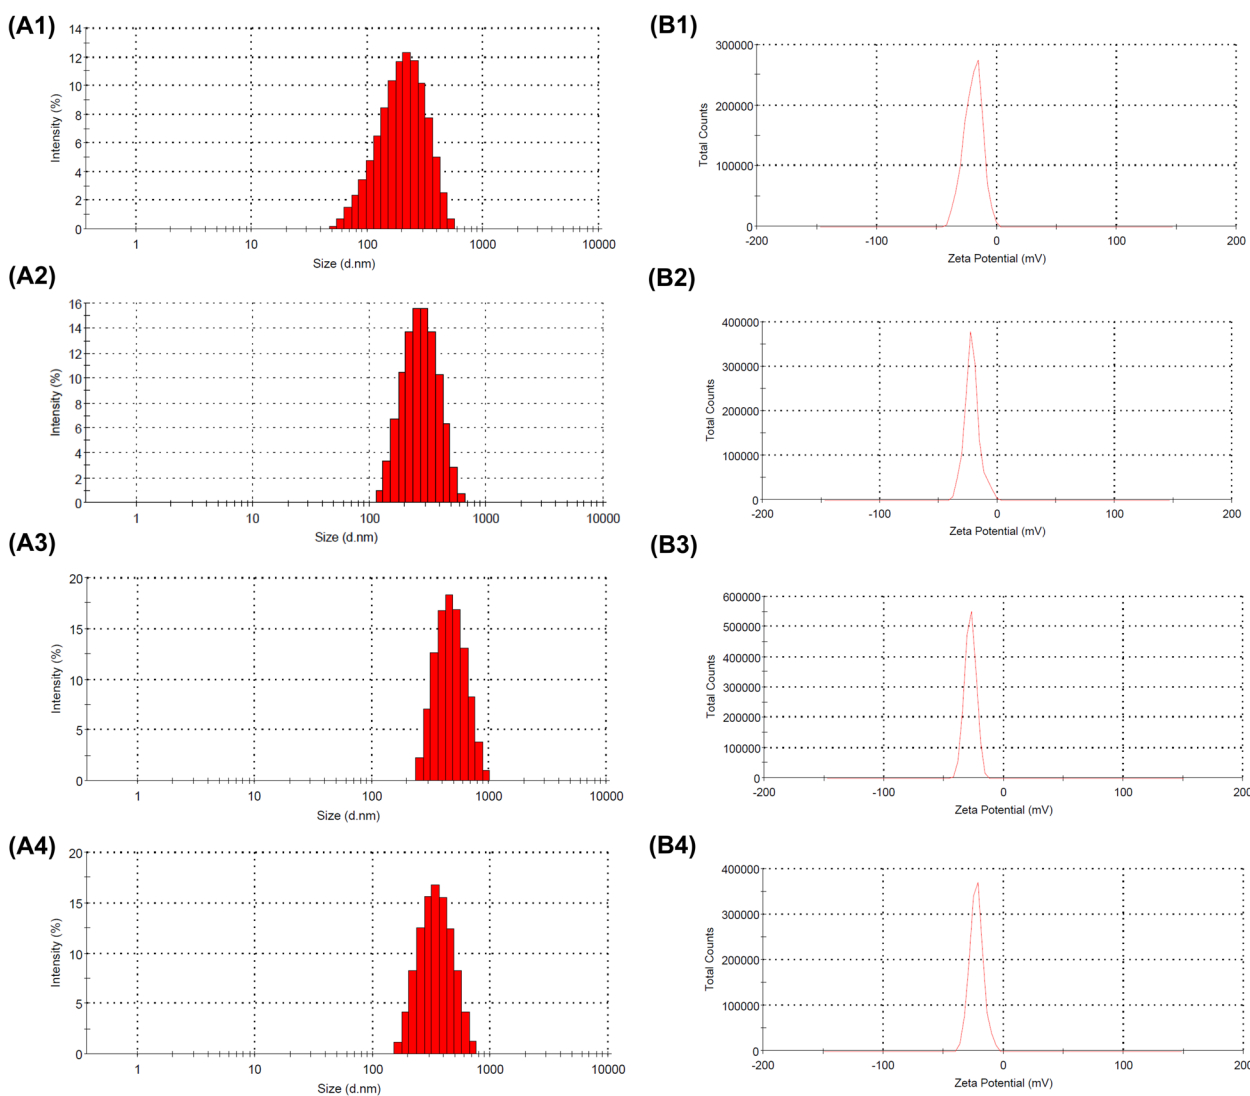 (A1)
14
12
10
8
6
4
2
0
Intensity (%)
1 10 100 1000 10000
Size (d.nm)
(B1)
300000
200000
100000
0
Total Counts
-200 -100 0 100 200
Zeta Potential (mV)
(A2)
16
14
12
10
8
6
4
2
0
Intensity (%)
1 10 100 1000 10000
Size (d.nm)
(B2)
400000
300000
200000
100000
0
Total Counts
-200 -100 0 100 200
Zeta Potential (mV)
(A3)
20
15
10
5
0
Intensity (%)
1 10 100 1000 10000
Size (d.nm)
(B3)
600000
500000
400000
300000
200000
100000
0
Total Counts
-200 -100 0 100 200
Zeta Potential (mV)
(A4)
20
15
10
5
0
Intensity (%)
1 10 100 1000 10000
Size (d.nm)
(B4)
400000
300000
200000
100000
0
Total Counts
-200 -100 0 100 200
Zeta Potential (mV)